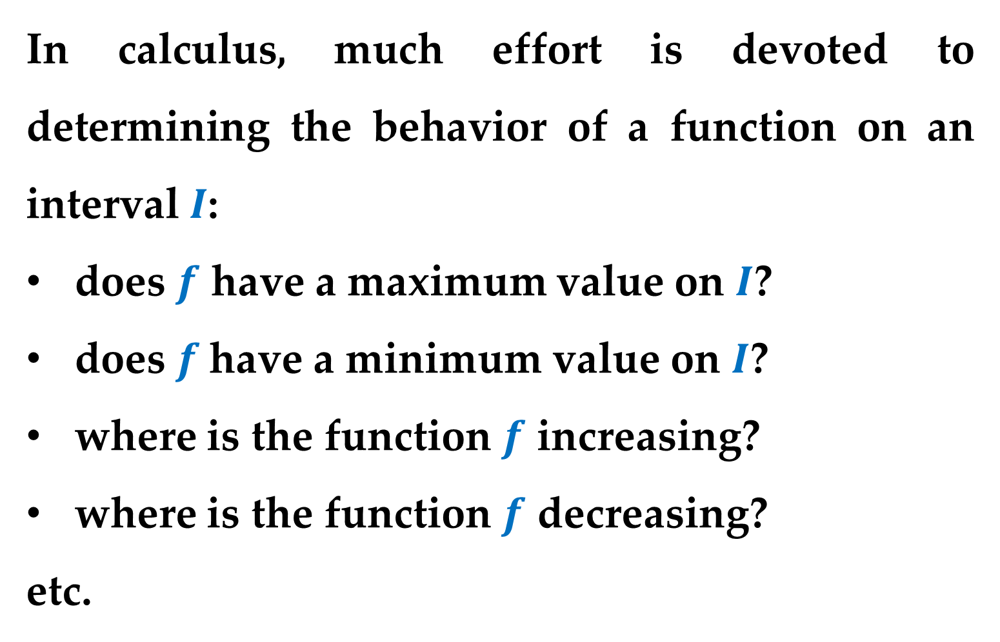 In calculus, much effort is devoted to
determining the behavior of a function on an
interval I:
• does f have a maximum value on I?
• does f have a minimum value on I?
• where is the function f increasing?
• where is the function f decreasing?
etc.